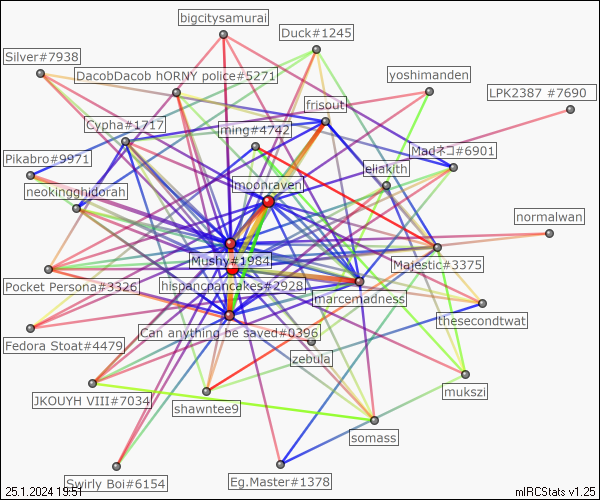 bigcitysamurai
Duck#1245
Silver#7938
DacobDacob hORNY police#5271
yoshimanden
LPK2387 #7690
frisout
Cypha#1717
ming#4742
Madネコ#6901
Pikabro#9971
eliakith
moonraven
neokingghidorah
normalwan
Mushy#1984
Majestic#3375
Pocket Persona#3326
hispancpancakes#2928
marcemadness
thesecondtwat
Can anything be saved#0396
Fedora Stoat#4479
zebula
mukszi
JKOUYH VIII#7034
shawntee9
somass
Swirly Boi#6154
Eg.Master#1378
25.1.2024 19:51
mIRCStats v1.25